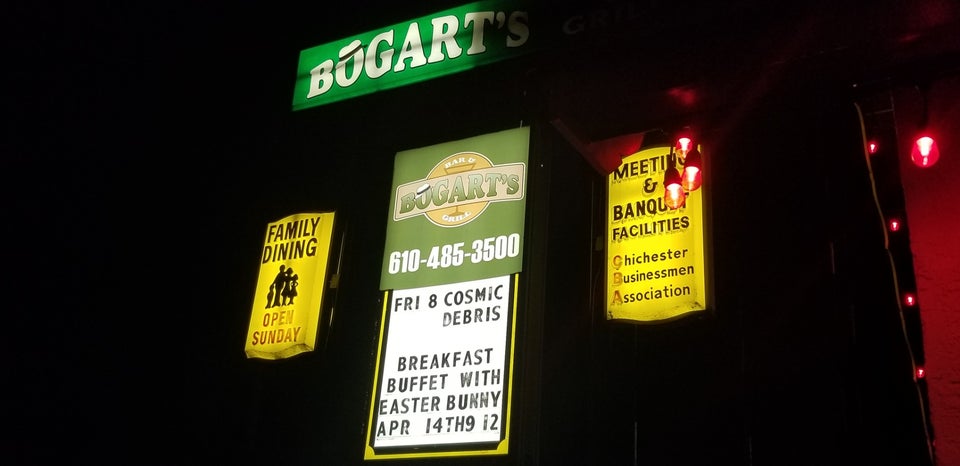 BOGART'S
GRILL
FAMILY
DINING
OPEN
SUNDAY
BAR &
BOGART'S
GRILL
610-485-3500
FRI 8 COSMIC
DEBRIS
BREAKFAST
BUFFET WITH
EASTER BUNNY
APR 14TH9 12
MEETING
&
BANQUET
FACILITIES
Chichester
Businessmen
Association